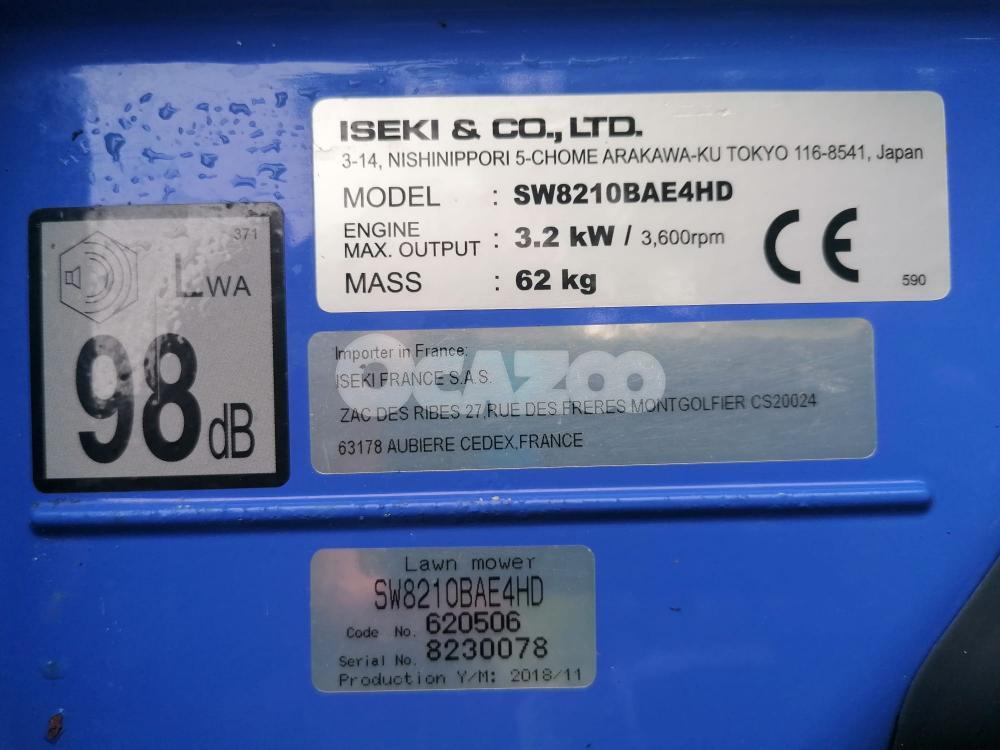 ISEKI & CO., LTD.
3-14, NISHINIPPORI 5-CHOME ARAKAWA-KU TOKYO 116-8541, Japan
MODEL : SW8210BAE4HD
ENGINE
MAX. OUTPUT : 3.2 kW / 3,600rpm
MASS : 62 kg
CE
590
371
LWA
98 dB
Importer in France:
ISEKI FRANCE S.A.S.
OCAZOO
ZAC DES RIBES 27,RUE DES FRERES MONTGOLFIER CS20024
63178 AUBIERE CEDEX,FRANCE
Lawn mower
SW8210BAE4HD
Code No. 620506
Serial No. 8230078
Production Y/M: 2018/11